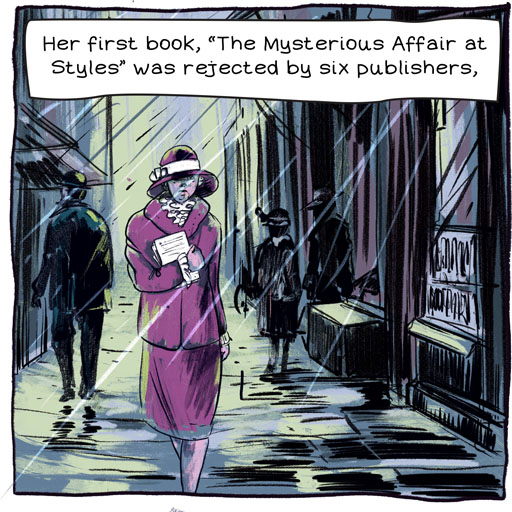 Her first book, “The Mysterious Affair at
Styles” was rejected by six publishers,